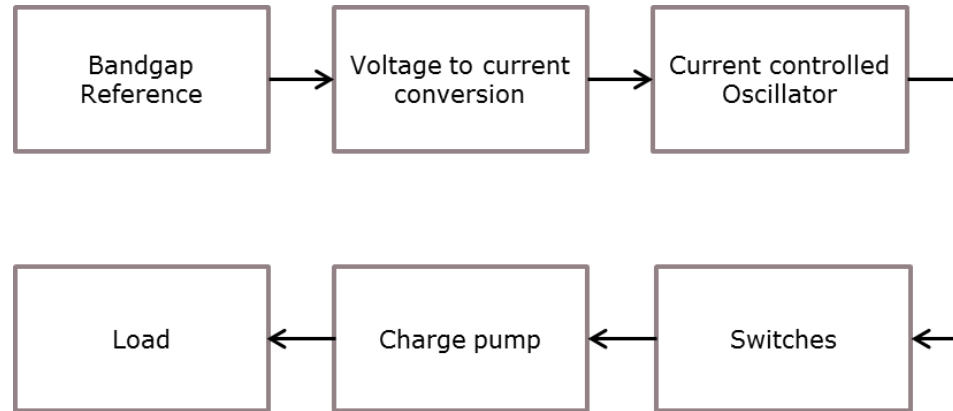 Bandgap
Reference
Voltage to current
conversion
Current controlled
Oscillator
Load
Charge pump
Switches